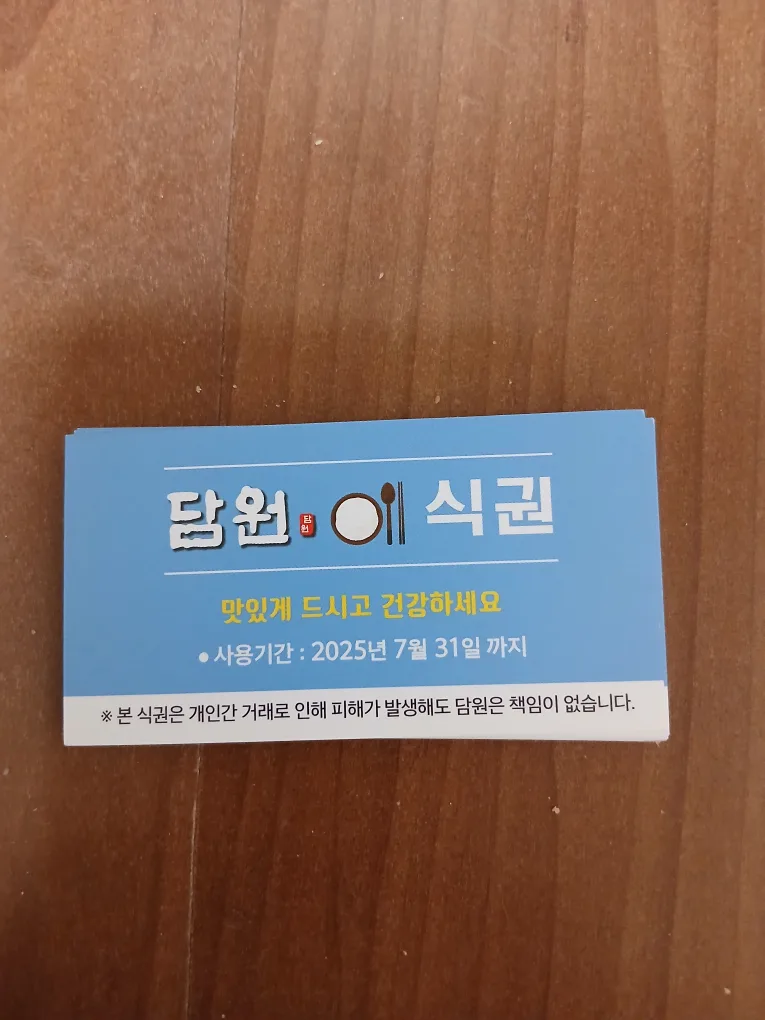 담원 담원 식권
맛있게 드시고 건강하세요
• 사용기간 : 2025년 7월 31일 까지
※ 본 식권은 개인간 거래로 인해 피해가 발생해도 담원은 책임이 없습니다.